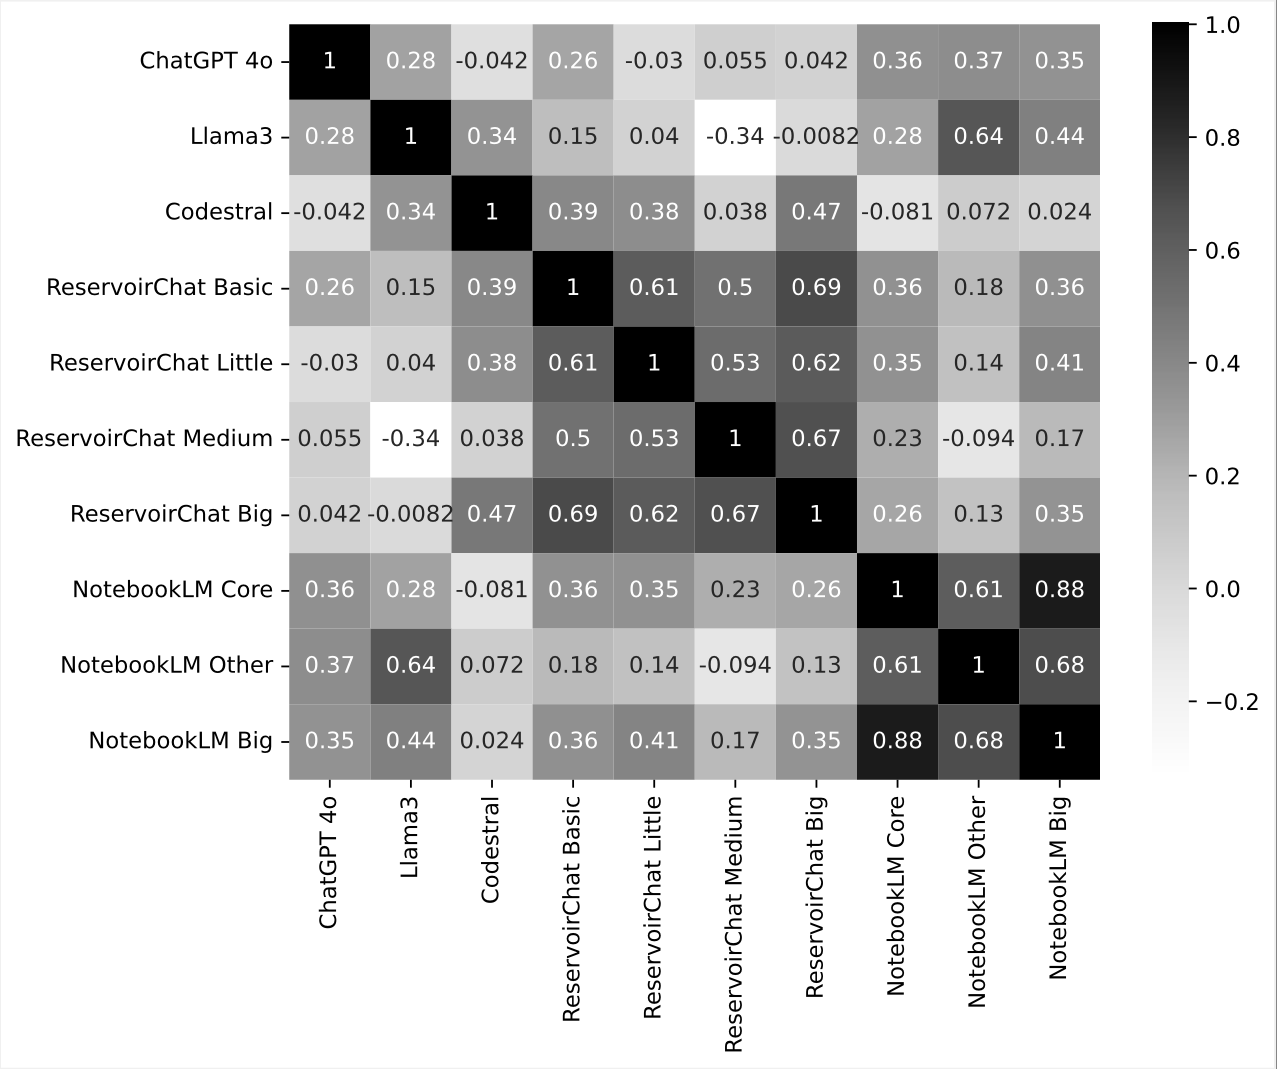 ChatGPT 4o 1 0.28 -0.042 0.26 -0.03 0.055 0.042 0.36 0.37 0.35
Llama3 0.28 1 0.34 0.15 0.04 -0.34 -0.0082 0.28 0.64 0.44
Codestral -0.042 0.34 1 0.39 0.38 0.038 0.47 -0.081 0.072 0.024
ReservoirChat Basic 0.26 0.15 0.39 1 0.61 0.5 0.69 0.36 0.18 0.36
ReservoirChat Little -0.03 0.04 0.38 0.61 1 0.53 0.62 0.35 0.14 0.41
ReservoirChat Medium 0.055 -0.34 0.038 0.5 0.53 1 0.67 0.23 -0.094 0.17
ReservoirChat Big 0.042 -0.0082 0.47 0.69 0.62 0.67 1 0.26 0.13 0.35
NotebookLM Core 0.36 0.28 -0.081 0.36 0.35 0.23 0.26 1 0.61 0.88
NotebookLM Other 0.37 0.64 0.072 0.18 0.14 -0.094 0.13 0.61 1 0.68
NotebookLM Big 0.35 0.44 0.024 0.36 0.41 0.17 0.35 0.88 0.68 1
ChatGPT 4o
Llama3
Codestral
ReservoirChat Basic
ReservoirChat Little
ReservoirChat Medium
ReservoirChat Big
NotebookLM Core
NotebookLM Other
NotebookLM Big
1.0
0.8
0.6
0.4
0.2
0.0
−0.2